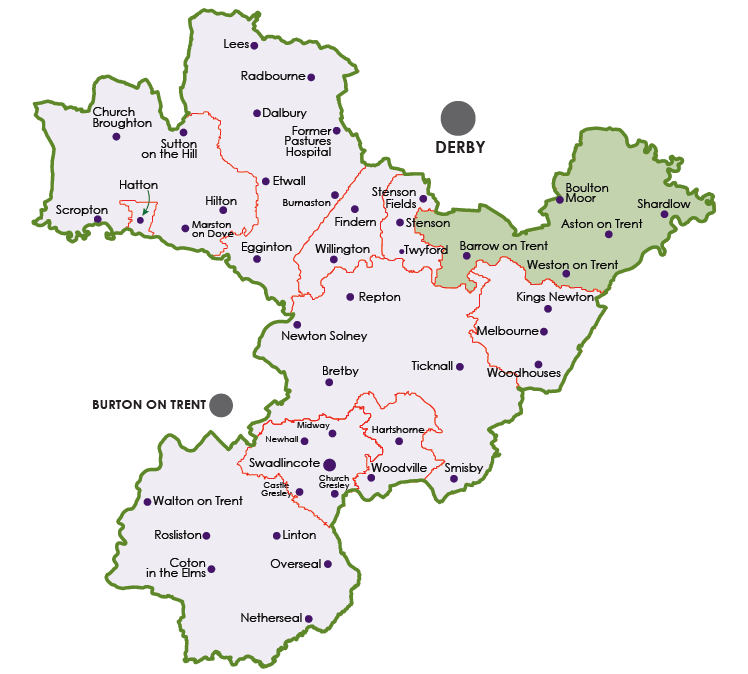 Lees
Radbourne
Dalbury
Church
Broughton
Former
Pastures
Hospital
Sutton
on the Hill
DERBY
Hatton
Etwall
Burnaston
Stenson
Fields
Boulton
Moor
Shardlow
Scropton
Hilton
Marston
on Dove
Findern
Stenson
Aston on Trent
Egginton
Willington
Twyford
Barrow on Trent
Weston on Trent
Repton
Kings Newton
Newton Solney
Melbourne
Bretby
Ticknall
Woodhouses
BURTON ON TRENT
Midway
Newhall
Hartshorne
Swadlincote
Woodville
Smisby
Castle
Gresley
Church
Gresley
Walton on Trent
Rosliston
Linton
Coton
in the Elms
Overseal
Netherseal